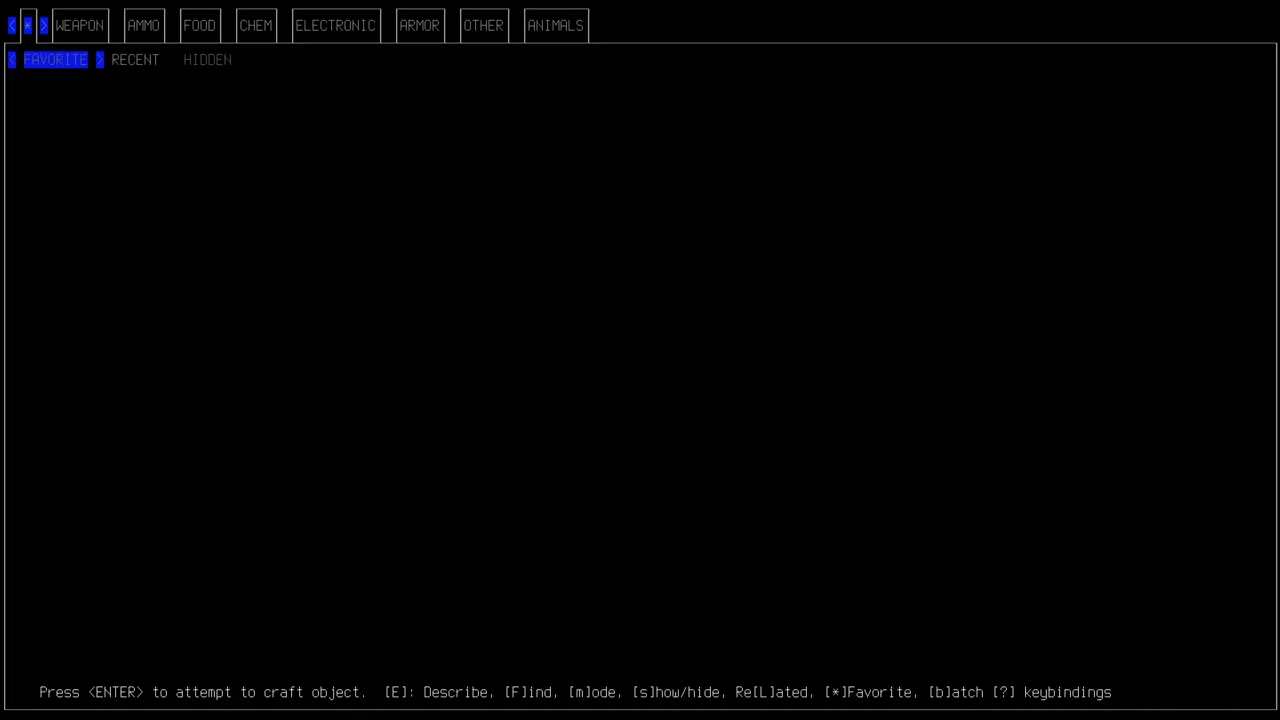 < * > WEAPON AMMO FOOD CHEM ELECTRONIC ARMOR OTHER ANIMALS
< FAVORITE > RECENT HIDDEN
Press <ENTER> to attempt to craft object. [E]: Describe, [F]ind, [m]ode, [s]how/hide, Re[L]ated, [*]Favorite, [b]atch [?] keybindings